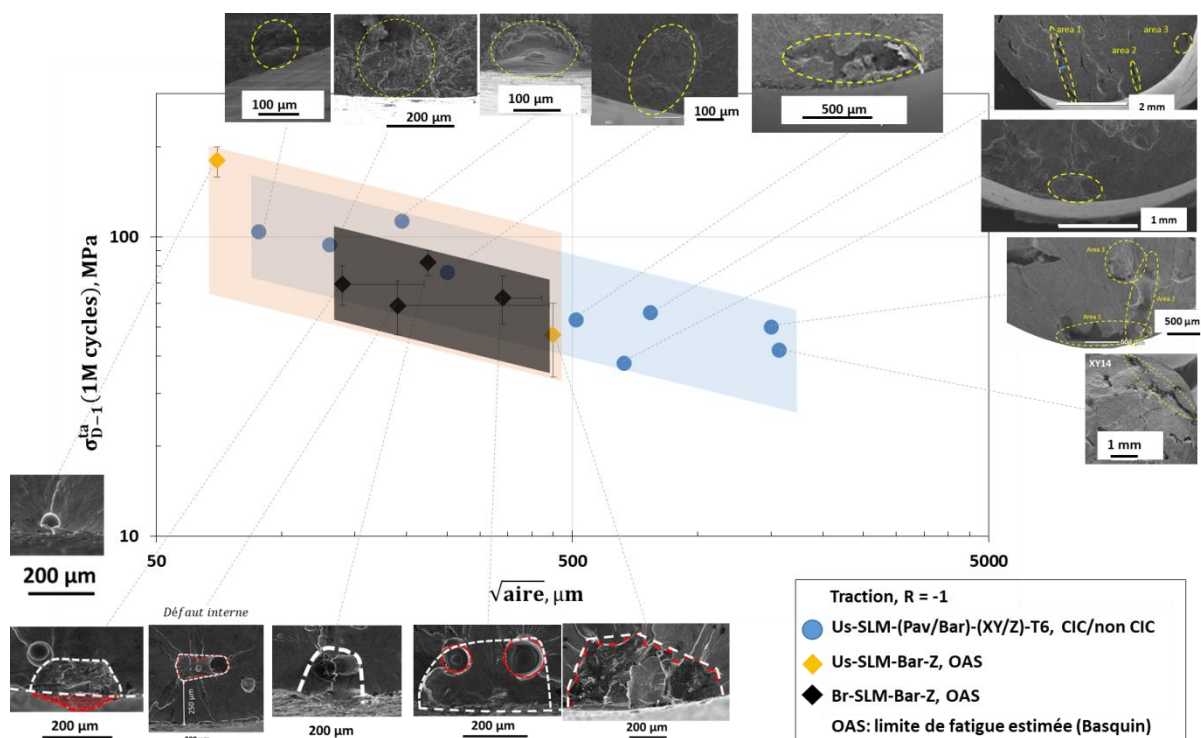 100 µm
200 µm
100 µm
100 µm
500 µm
area 1
area 2
area 3
2 mm
1 mm
Area 3
Area 2
Area 1
500 µm
500 µm
XY14
1 mm
100
10
σ^ta_D−1 (1M cycles), MPa
50
500
5000
√aire, µm
200 µm
Défaut interne
250 µm
200 µm
200 µm
200 µm
200 µm
200 µm
Traction, R = -1
Us-SLM-(Pav/Bar)-(XY/Z)-T6, CIC/non CIC
Us-SLM-Bar-Z, OAS
Br-SLM-Bar-Z, OAS
OAS: limite de fatigue estimée (Basquin)